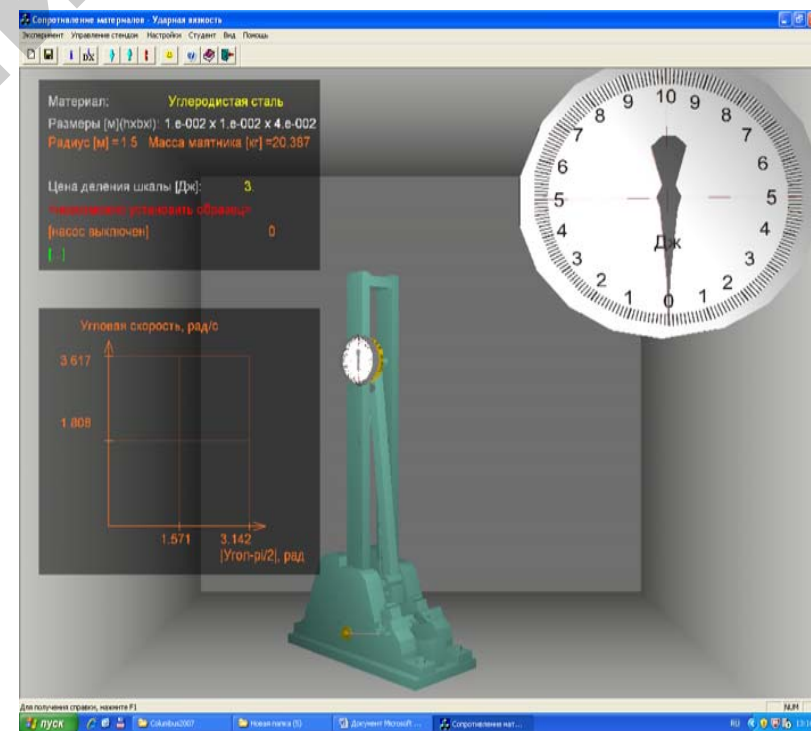 Сопротивление материалов - Ударная вязкость
Эксперимент Управление стендом Настройки Студент Вид Помощь
Материал: Углеродистая сталь
Размеры [м](hxbxl): 1.e-002 x 1.e-002 x 4.e-002
Радиус [м] =1.5 Масса маятника [кг] =20.387
Цена деления шкалы [Дж]: 3.
установить образец>
[насос выключен] 0
Угловая скорость, рад/с
3.617
1.808
1.571 3.142
|Угол-pi/2|, рад
10
9 9
8 8
7
6 6
5 5
Дж
4 4
3 3
2 2
1 1
0
Для получения справки, нажмите F1
NUM
пуск
Columbus2007
Новая папка (5)
Документ Microsoft ...
Сопротивление мат...
RU